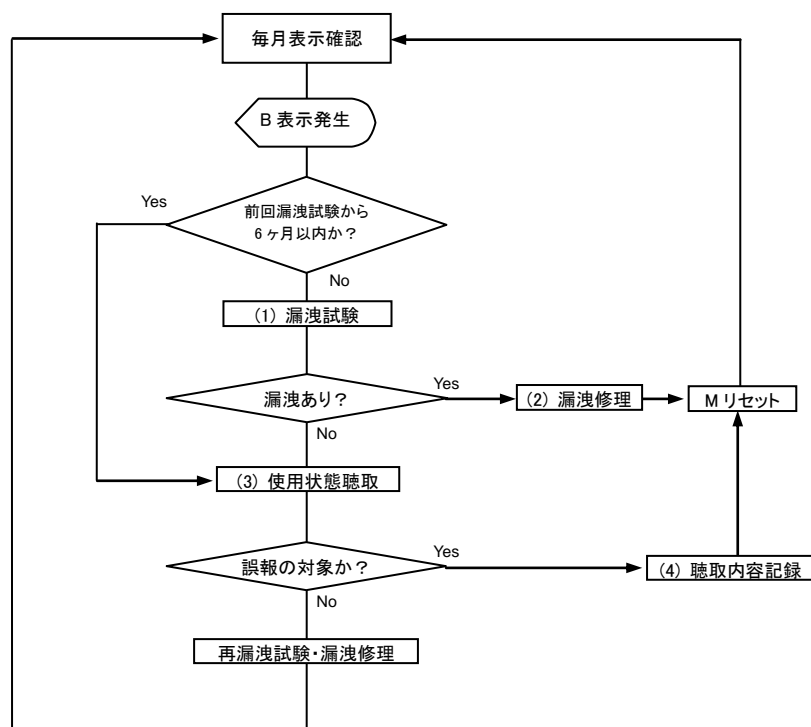 毎月表示確認
B 表示発生
Yes
前回漏洩試験から
6 ヶ月以内か？
No
(1) 漏洩試験
漏洩あり？
Yes
(2) 漏洩修理
M リセット
No
(3) 使用状態聴取
誤報の対象か？
Yes
(4) 聴取内容記録
No
再漏洩試験・漏洩修理